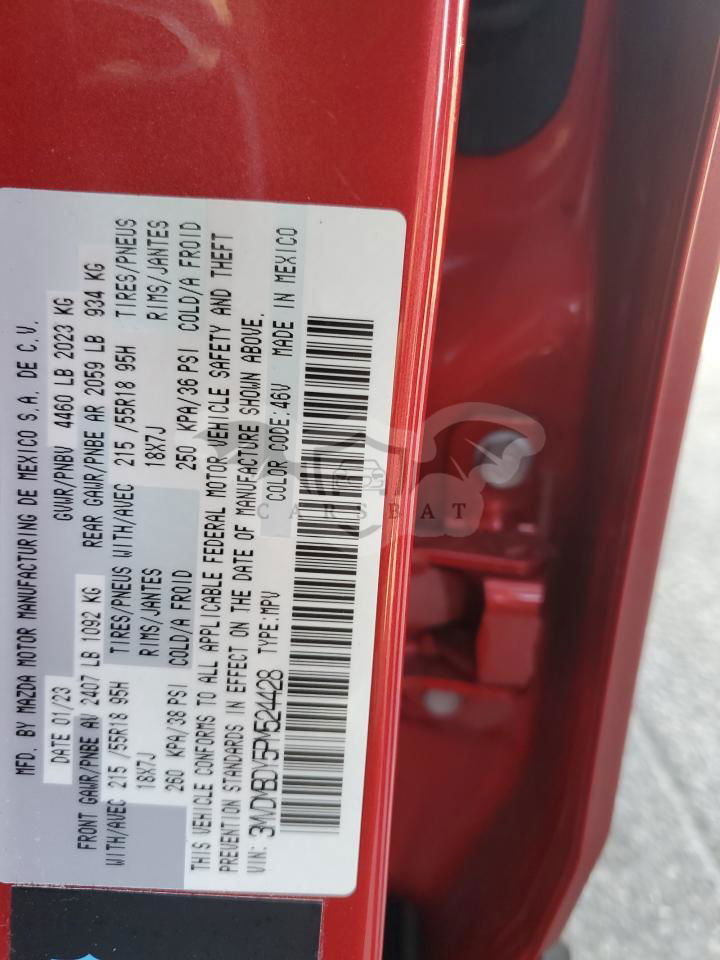 MFD. BY MAZDA MOTOR MANUFACTURING DE MEXICO S.A. DE C.V.
DATE 01/23 GVWR/PNBV 4460 LB 2023 KG
FRONT GAWR/PNBE AV 2407 LB 1092 KG REAR GAWR/PNBE AR 2059 LB 934 KG
WITH/AVEC 215 /55R18 95H TIRES/PNEUS WITH/AVEC 215 /55R18 95H TIRES/PNEUS
18X7J RIMS/JANTES 18X7J RIMS/JANTES
260 KPA/38 PSI COLD/A FROID 250 KPA/36 PSI COLD/A FROID
THIS VEHICLE CONFORMS TO ALL APPLICABLE FEDERAL MOTOR VEHICLE SAFETY AND THEFT
PREVENTION STANDARDS IN EFFECT ON THE DATE OF MANUFACTURE SHOWN ABOVE.
VIN: 3MVDMBDY5PM524428 TYPE:MPV COLOR CODE:46V MADE IN MEXICO
CARSBAT